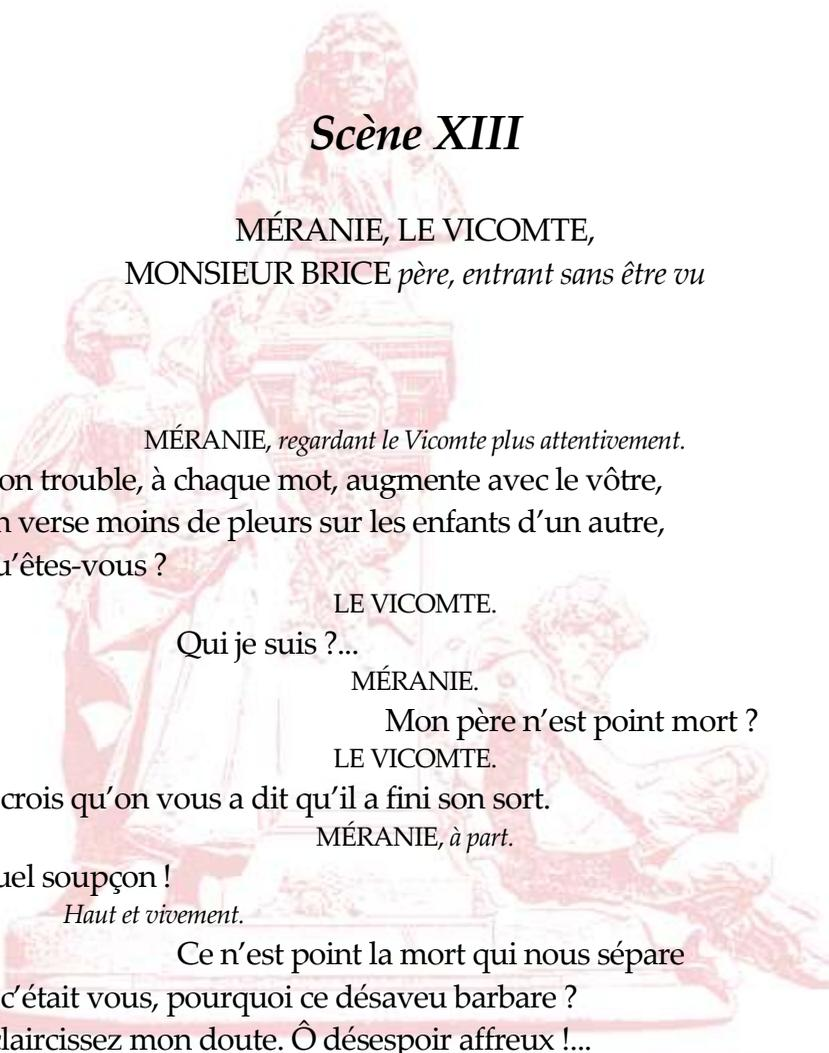 Scène XIII
MÉRANIE, LE VICOMTE,
MONSIEUR BRICE père, entrant sans être vu
MÉRANIE, regardant le Vicomte plus attentivement.
on trouble, à chaque mot, augmente avec le vôtre,
n verse moins de pleurs sur les enfants d’un autre,
u’êtes-vous ?
LE VICOMTE.
Qui je suis ?...
MÉRANIE.
Mon père n’est point mort ?
LE VICOMTE.
crois qu’on vous a dit qu’il a fini son sort.
MÉRANIE, à part.
uel soupçon !
Haut et vivement.
Ce n’est point la mort qui nous sépare
c’était vous, pourquoi ce désaveu barbare ?
claircissez mon doute. Ô désespoir affreux !...